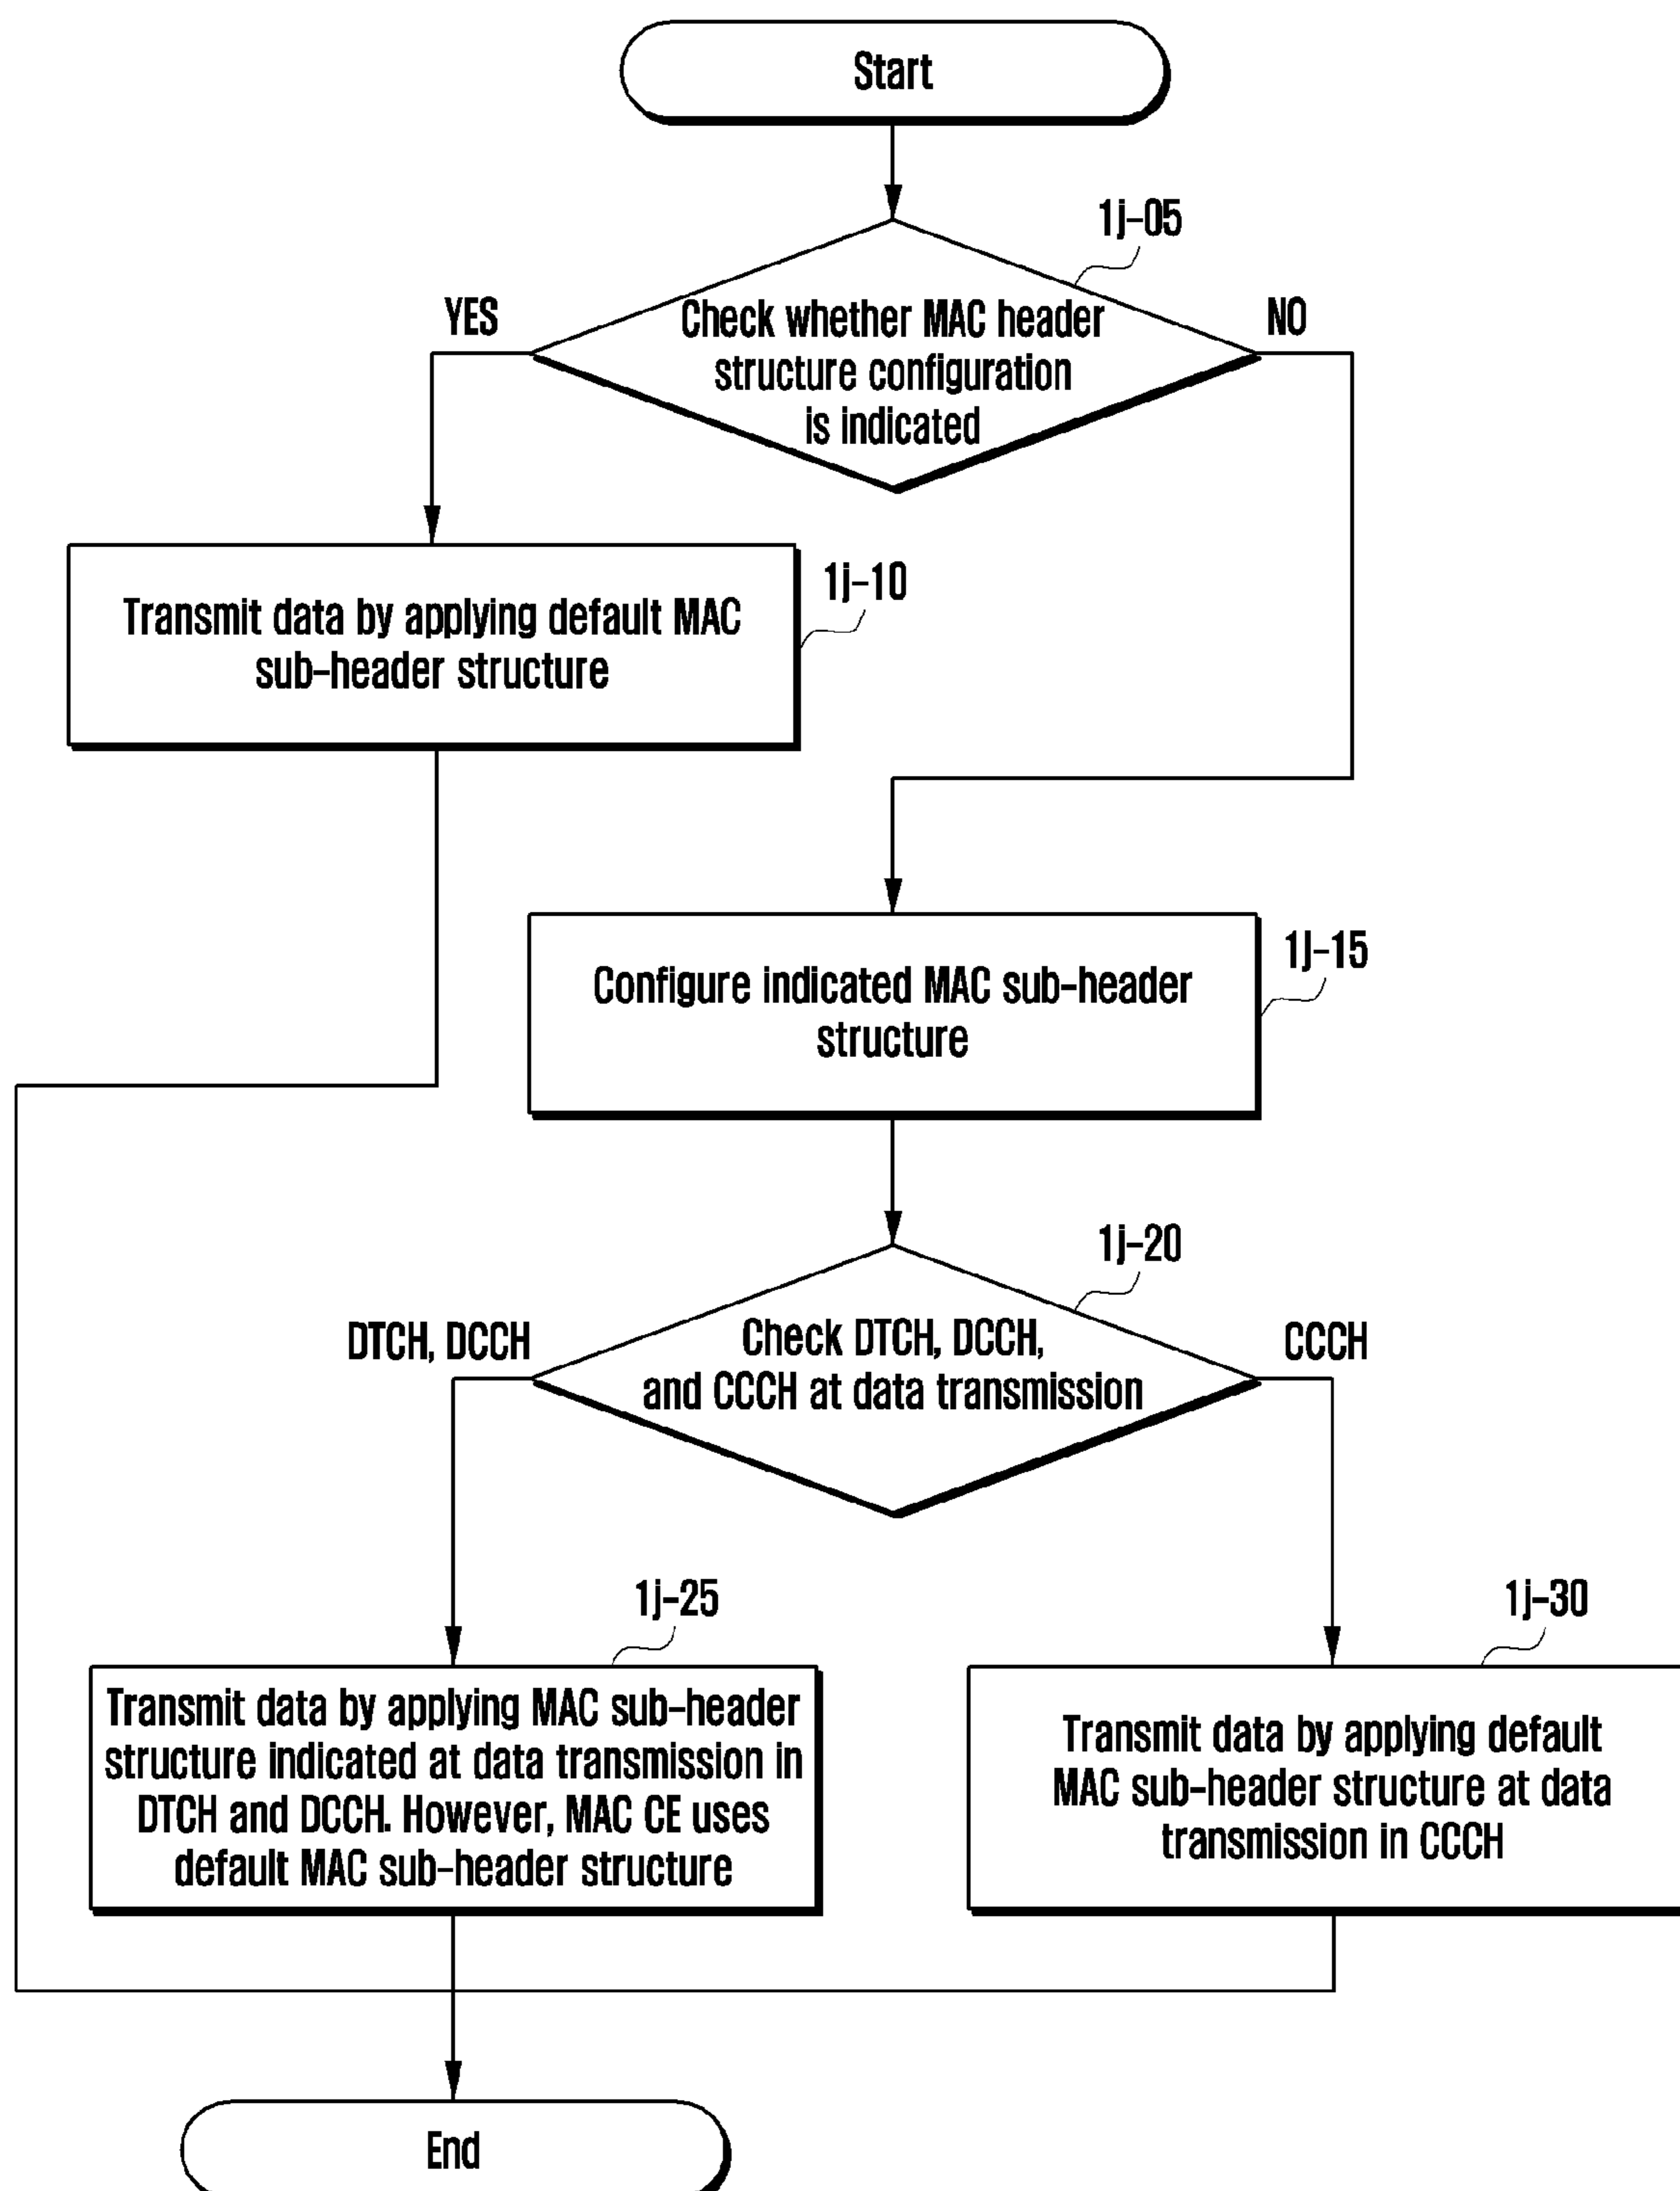 Start
1j-05
YES
NO
Check whether MAC header
structure configuration
is indicated
1j-10
Transmit data by applying default MAC
sub-header structure
1J-15
Configure indicated MAC sub-header
structure
1j-20
DTCH, DCCH
CCCH
Check DTCH, DCCH,
and CCCH at data transmission
1j-25
1j-30
Transmit data by applying MAC sub-header
structure indicated at data transmission in
DTCH and DCCH. However, MAC CE uses
default MAC sub-header structure
Transmit data by applying default
MAC sub-header structure at data
transmission in CCCH
End